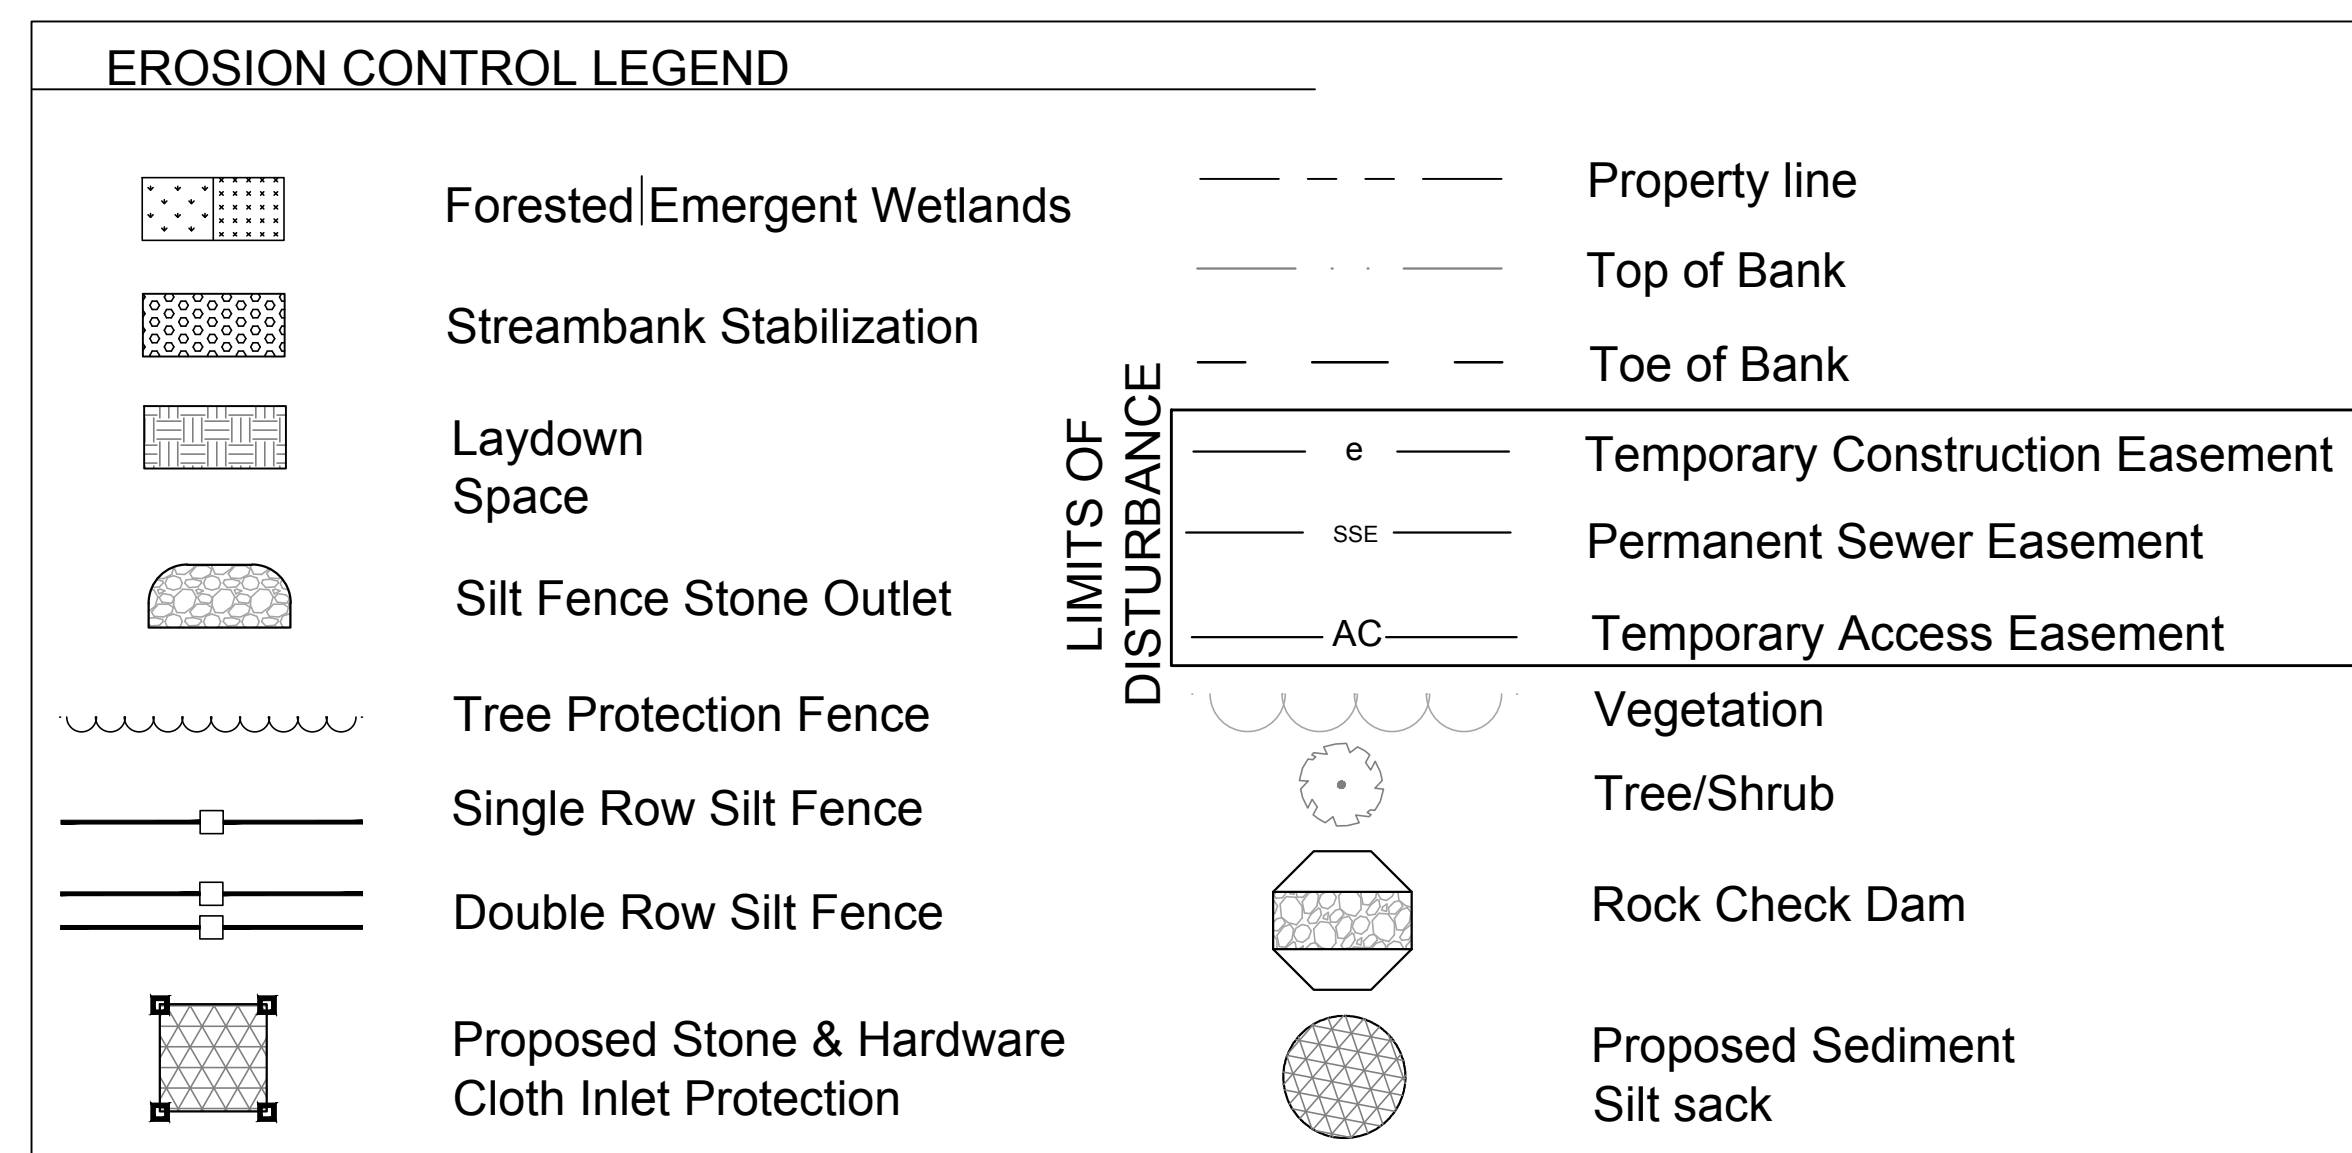 EROSION CONTROL LEGEND
Forested|Emergent Wetlands
Streambank Stabilization
Laydown
Space
Silt Fence Stone Outlet
Tree Protection Fence
Single Row Silt Fence
Double Row Silt Fence
Proposed Stone & Hardware
Cloth Inlet Protection
Property line
Top of Bank
Toe of Bank
LIMITS OF
DISTURBANCE
e Temporary Construction Easement
SSE Permanent Sewer Easement
AC Temporary Access Easement
Vegetation
Tree/Shrub
Rock Check Dam
Proposed Sediment
Silt sack